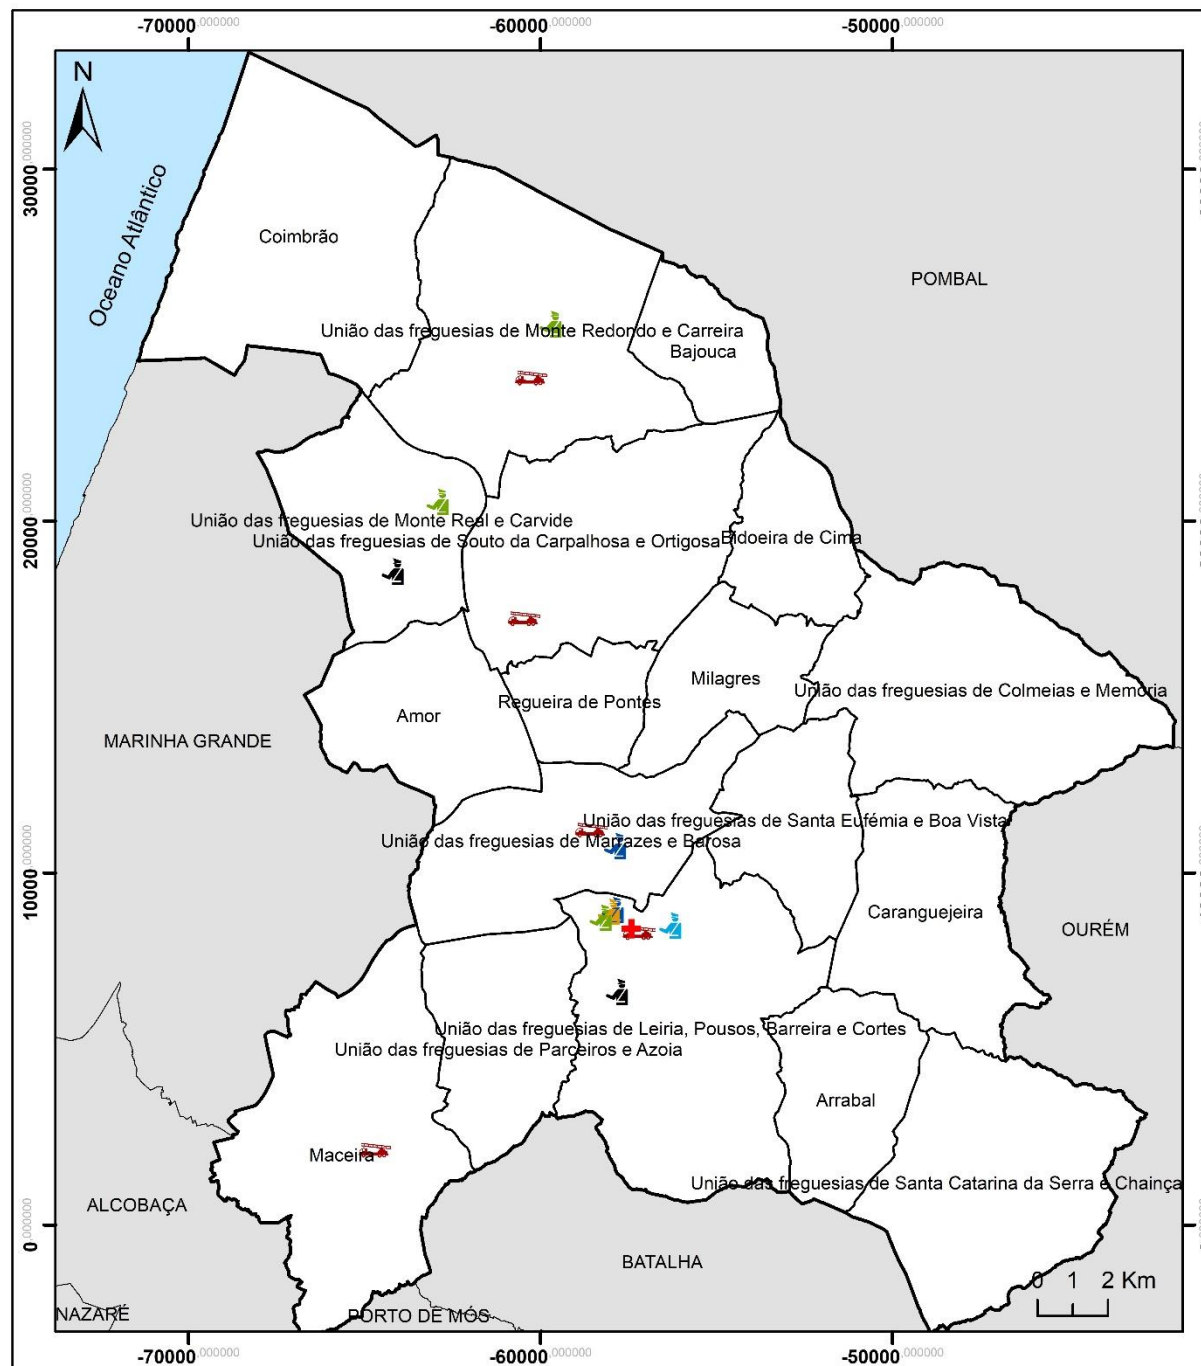 -70000,000000
-60000,000000
-50000,000000
N
30000,000000
Oceano Atlântico
Coimbrão
POMBAL
União das freguesias de Monte Redondo e Carreira
Bajouca
20000,000000
União das freguesias de Monte Real e Carvide
União das freguesias de Souto da Carpalhosa e Ortigosa
Bidoeira de Cima
Milagres
União das freguesias de Colmeias e Memória
Regueira de Pontes
Amor
MARINHA GRANDE
União das freguesias de Santa Eufémia e Boa Vista
União das freguesias de Marrazes e Barosa
10000,000000
Caranguejeira
OURÉM
União das freguesias de Leiria, Pousos, Barreira e Cortes
União das freguesias de Parceiros e Azoia
Arrabal
Maceira
União das freguesias de Santa Catarina da Serra e Chainça
ALCOBAÇA
0,000000
BATALHA
0 1 2 Km
NAZARÉ
PORTO DE MÓS
-70000,000000
-60000,000000
-50000,000000